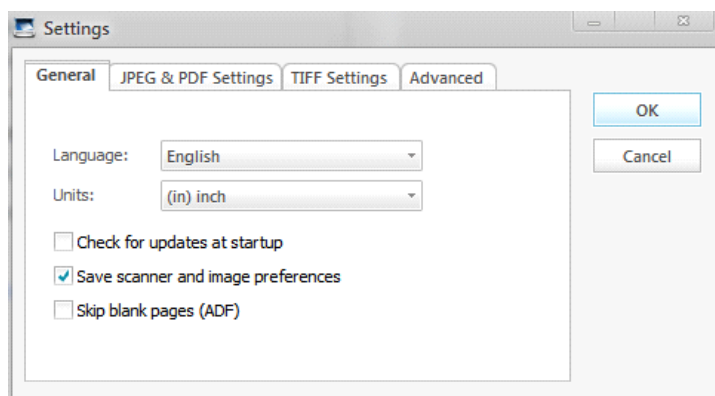 Settings
General JPEG & PDF Settings TIFF Settings Advanced
OK
Language: English
Cancel
Units: (in) inch
Check for updates at startup
Save scanner and image preferences
Skip blank pages (ADF)